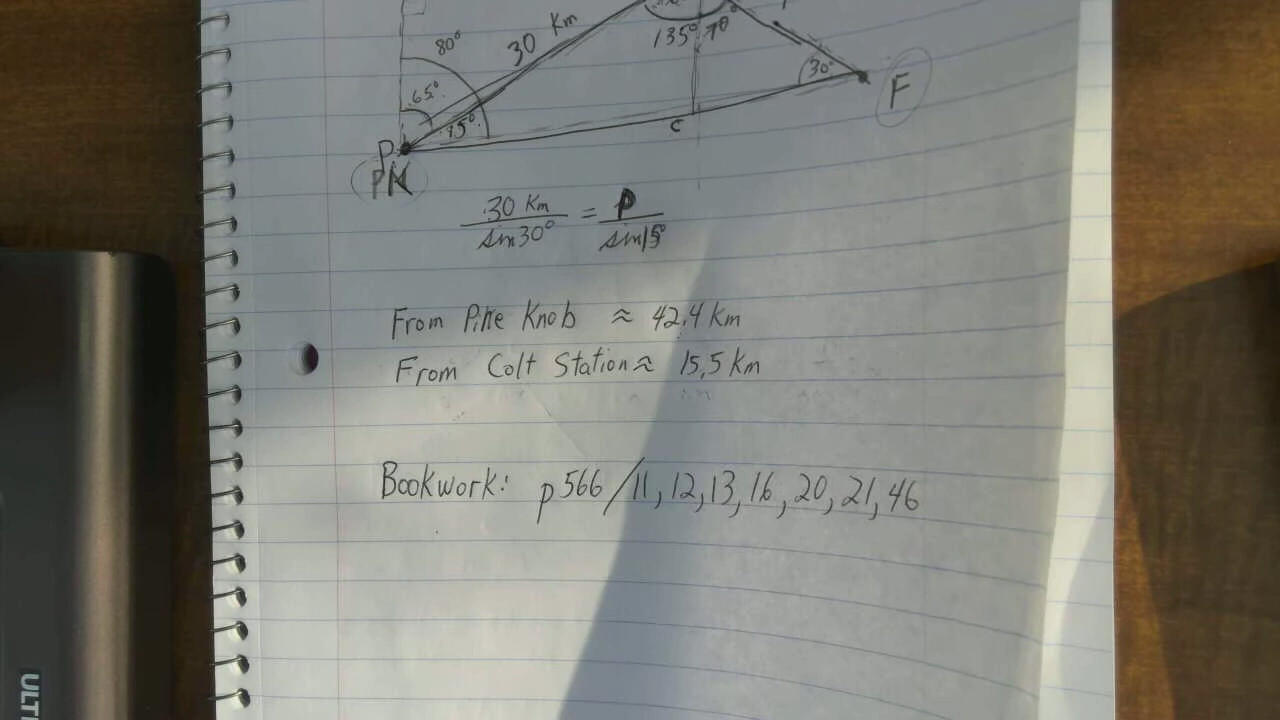 30 Km
80°
135° 70°
65°
30°
F
15°
c
P
PK
30 Km / sin30° = P / sin15°
From Pike Knob ≈ 42.4 Km
From Colt Station ≈ 15.5 Km
Bookwork: p566/11, 12, 13, 16, 20, 21, 46
ULT